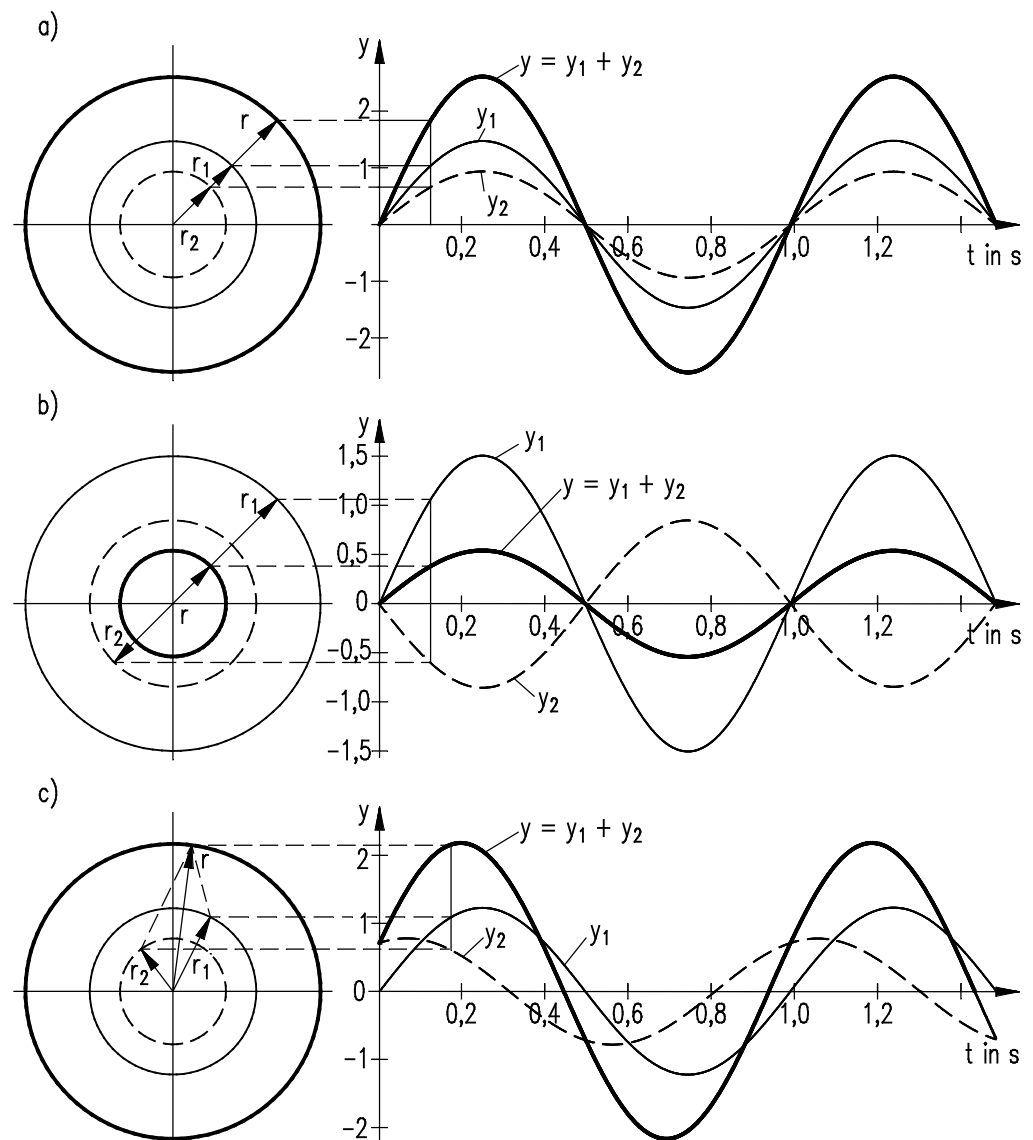 a)
y
y = y₁ + y₂
2
r
y₁
r₁
1
y₂
r₂
0
0,2 0,4 0,6 0,8 1,0 1,2
t in s
-1
-2
b)
y
y₁
1,5
y = y₁ + y₂
r₁
1,0
0,5
0
r
0,2 0,4 0,6 0,8 1,0 1,2
t in s
r₂
-0,5
y₂
-1,0
-1,5
c)
y
y = y₁ + y₂
r
2
1
y₂ y₁
r₂ r₁
0
0,2 0,4 0,6 0,8 1,0 1,2
t in s
-1
-2